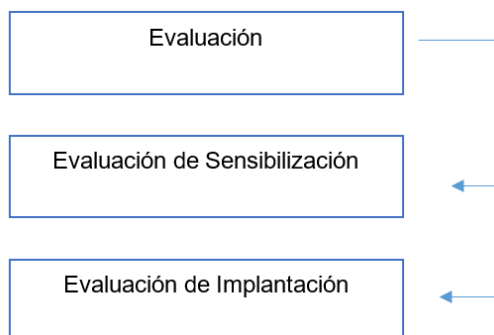 Evaluación
Evaluación de Sensibilización
Evaluación de Implantación